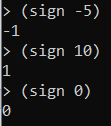 > (sign -5)
-1
> (sign 10)
1
> (sign 0)
0